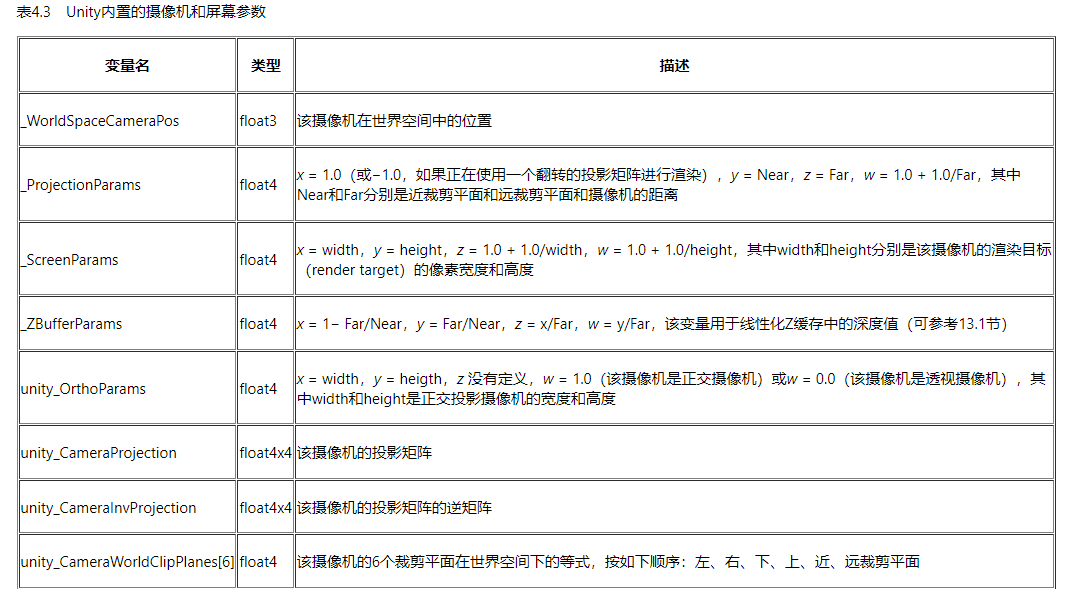 表4.3 Unity内置的摄像机和屏幕参数
变量名 类型 描述
_WorldSpaceCameraPos float3 该摄像机在世界空间中的位置
_ProjectionParams float4 x = 1.0（或−1.0，如果正在使用一个翻转的投影矩阵进行渲染），y = Near，z = Far，w = 1.0 + 1.0/Far，其中
Near和Far分别是近裁剪平面和远裁剪平面和摄像机的距离
_ScreenParams float4 x = width，y = height，z = 1.0 + 1.0/width，w = 1.0 + 1.0/height，其中width和height分别是该摄像机的渲染目标
（render target）的像素宽度和高度
_ZBufferParams float4 x = 1− Far/Near，y = Far/Near，z = x/Far，w = y/Far，该变量用于线性化Z缓存中的深度值（可参考13.1节）
unity_OrthoParams float4 x = width，y = heigth，z 没有定义，w = 1.0（该摄像机是正交摄像机）或w = 0.0（该摄像机是透视摄像机），其
中width和height是正交投影摄像机的宽度和高度
unity_CameraProjection float4x4 该摄像机的投影矩阵
unity_CameraInvProjection float4x4 该摄像机的投影矩阵的逆矩阵
unity_CameraWorldClipPlanes[6] float4 该摄像机的6个裁剪平面在世界空间下的等式，按如下顺序：左、右、下、上、近、远裁剪平面